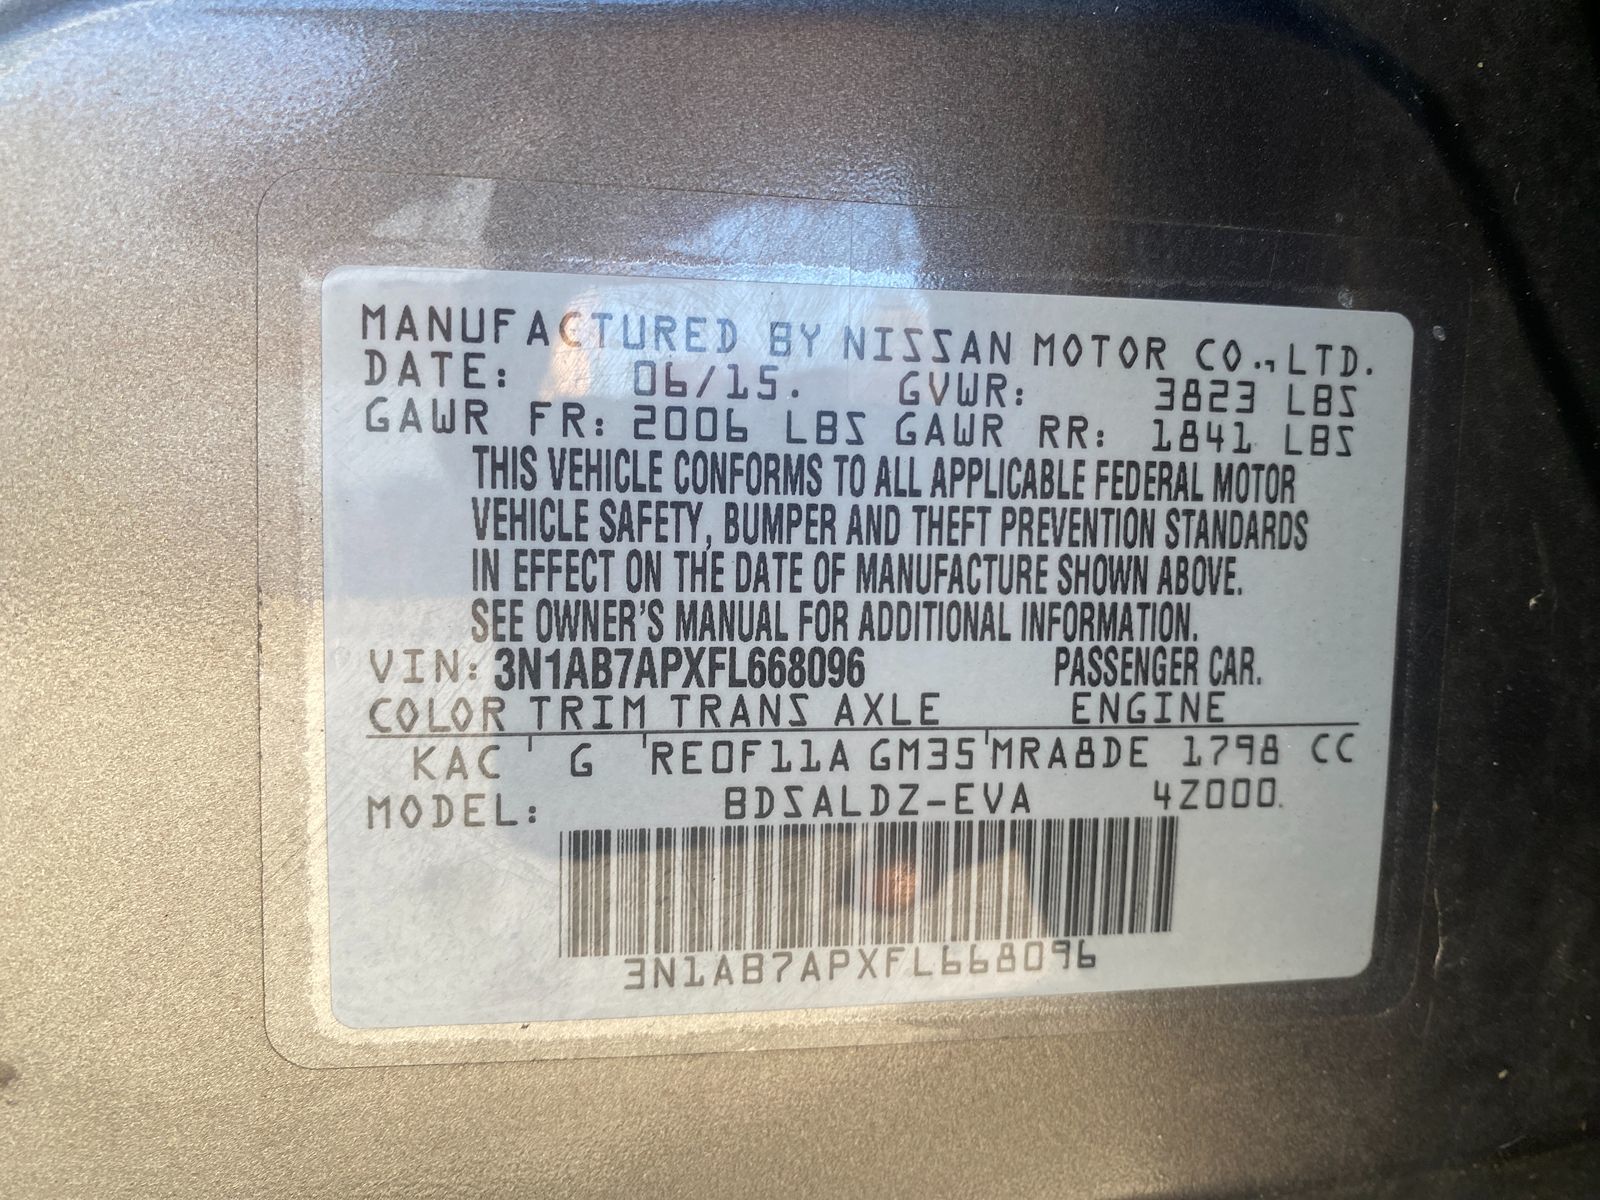 MANUFACTURED BY NISSAN MOTOR CO., LTD.
DATE: 06/15. GVWR: 3823 LBS
GAWR FR: 2006 LBS GAWR RR: 1841 LBS
THIS VEHICLE CONFORMS TO ALL APPLICABLE FEDERAL MOTOR
VEHICLE SAFETY, BUMPER AND THEFT PREVENTION STANDARDS
IN EFFECT ON THE DATE OF MANUFACTURE SHOWN ABOVE.
SEE OWNER'S MANUAL FOR ADDITIONAL INFORMATION.
VIN: 3N1AB7APXFL668096 PASSENGER CAR.
COLOR TRIM TRANS AXLE ENGINE
KAC G RE0F11A GM35 MRA8DE 1798 CC
MODEL: BDSALDZ-EVA 4Z000.
3N1AB7APXFL668096